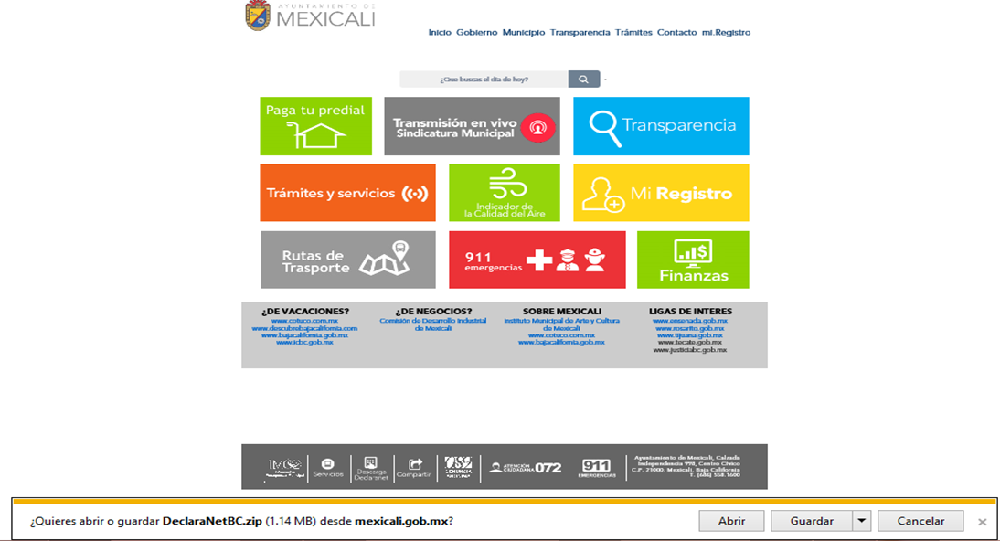 AYUNTAMIENTO DE
MEXICALI
Inicio Gobierno Municipio Transparencia Trámites Contacto mi.Registro
¿Que buscas el día de hoy?
Paga tu predial
Transmisión en vivo
Sindicatura Municipal
Transparencia
Trámites y servicios
Indicador de
la Calidad del Aire
Mi Registro
Rutas de
Trasporte
911
emergencias
Finanzas
¿DE VACACIONES?
www.cotuco.com.mx
www.descubrebajacalifornia.com
www.bajacalifornia.gob.mx
www.icbc.gob.mx
¿DE NEGOCIOS?
Comisión de Desarrollo Industrial
de Mexicali
SOBRE MEXICALI
Instituto Municipal de Arte y Cultura
de Mexicali
www.cotuco.com.mx
www.bajacalifornia.gob.mx
LIGAS DE INTERES
www.ensenada.gob.mx
www.rosarito.gob.mx
www.tijuana.gob.mx
www.tecate.gob.mx
www.justiciabc.gob.mx
Servicios
Descarga
Declaranet
Compartir
ATENCIÓN
CIUDADANA 072
911
EMERGENCIAS
Ayuntamiento de Mexicali, Calzada
Independencia 998, Centro Cívico
C.P. 21000, Mexicali, Baja California
T. (686) 558.1600
¿Quieres abrir o guardar DeclaraNetBC.zip (1.14 MB) desde mexicali.gob.mx?
Abrir
Guardar
Cancelar